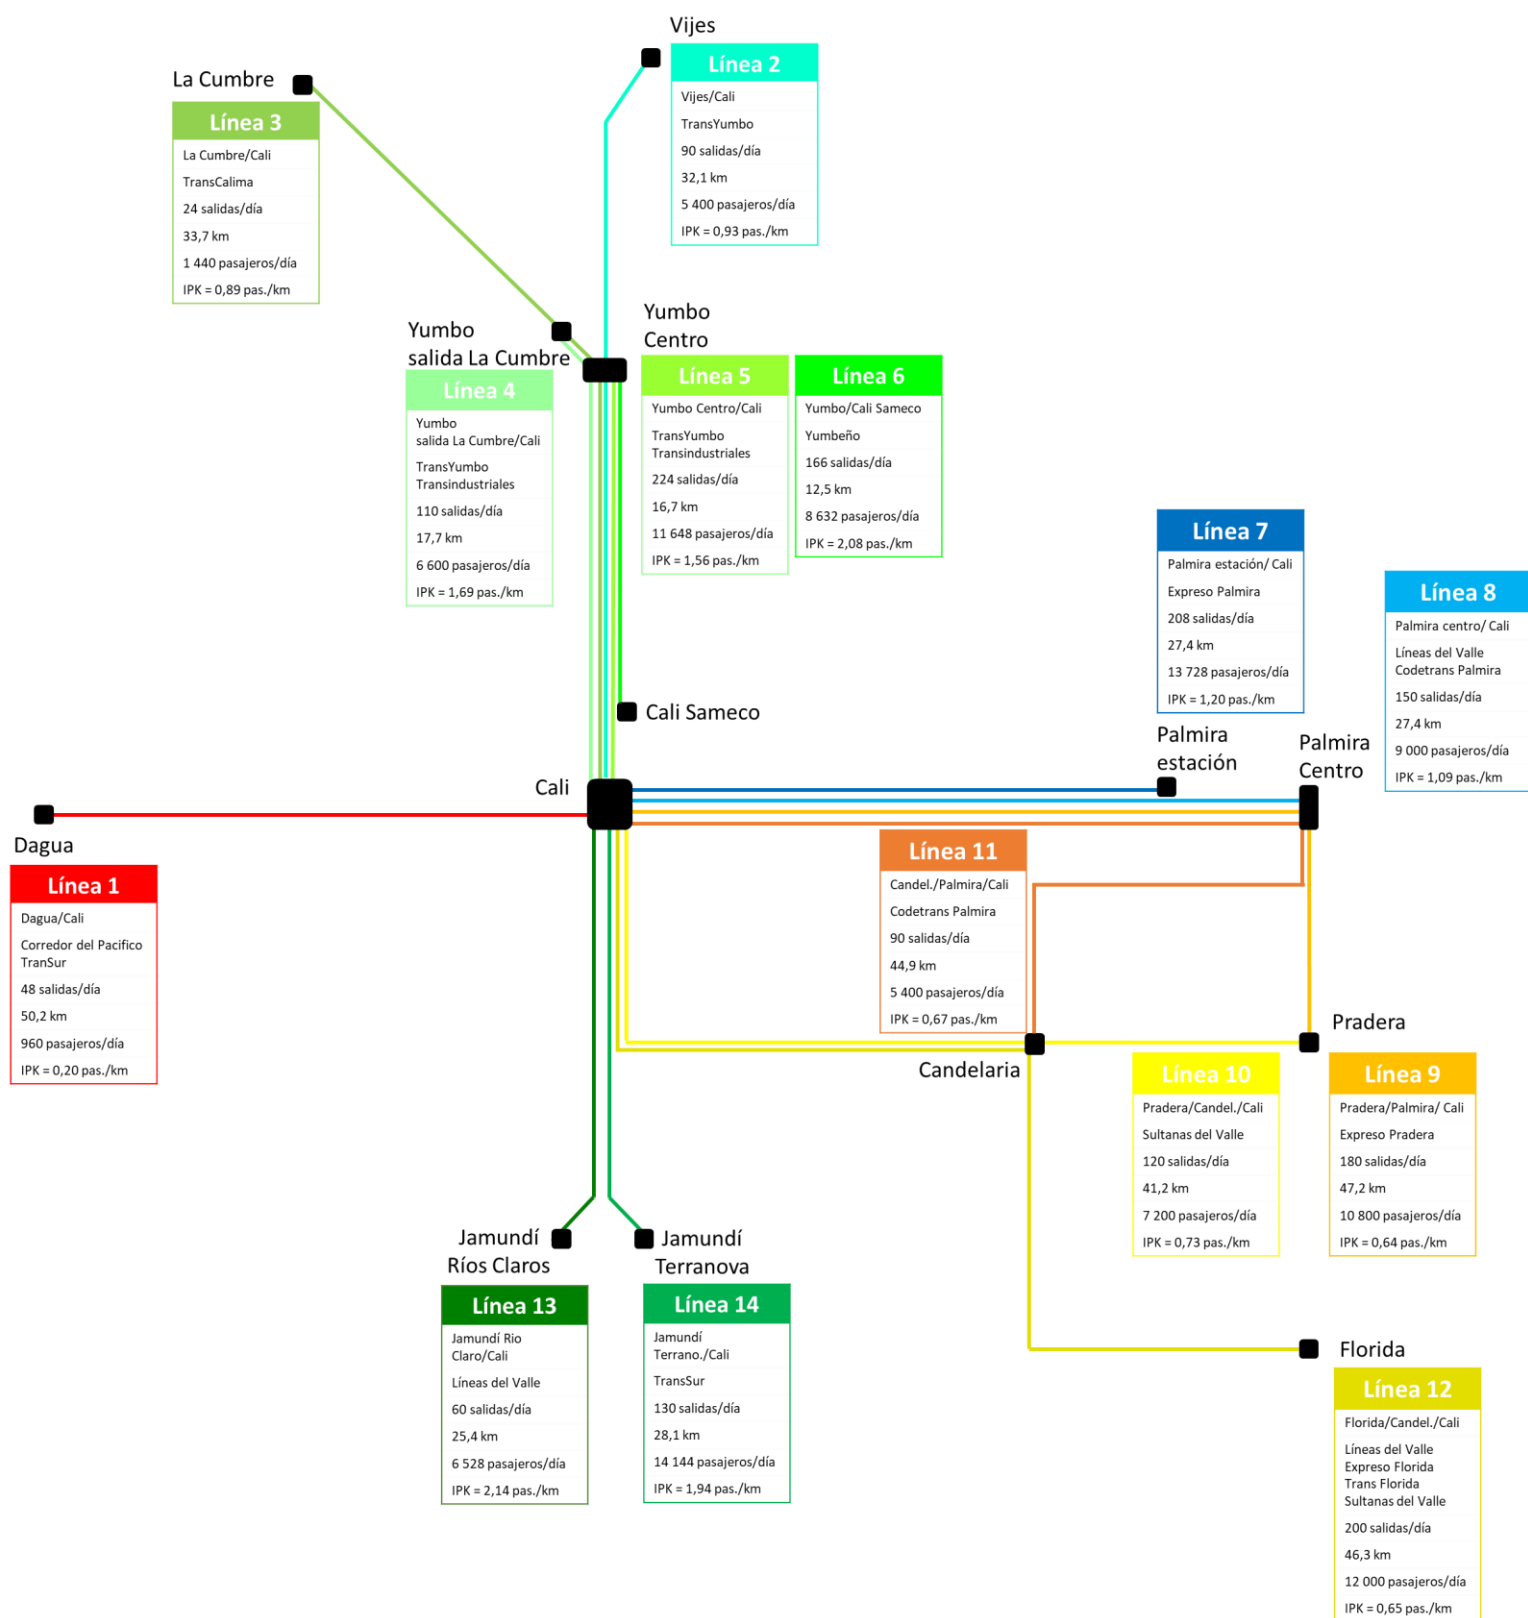 Vijes
Línea 2
Vijes/Cali
TransYumbo
90 salidas/día
32,1 km
5 400 pasajeros/día
IPK = 0,93 pas./km
La Cumbre
Línea 3
La Cumbre/Cali
TransCalima
24 salidas/día
33,7 km
1 440 pasajeros/día
IPK = 0,89 pas./km
Yumbo
salida La Cumbre
Línea 4
Yumbo
salida La Cumbre/Cali
TransYumbo
Transindustriales
110 salidas/día
17,7 km
6 600 pasajeros/día
IPK = 1,69 pas./km
Yumbo
Centro
Línea 5
Yumbo Centro/Cali
TransYumbo
Transindustriales
224 salidas/día
16,7 km
11 648 pasajeros/día
IPK = 1,56 pas./km
Línea 6
Yumbo/Cali Sameco
Yumbeño
166 salidas/día
12,5 km
8 632 pasajeros/día
IPK = 2,08 pas./km
Línea 7
Palmira estación/ Cali
Expreso Palmira
208 salidas/día
27,4 km
13 728 pasajeros/día
IPK = 1,20 pas./km
Palmira
estación
Línea 8
Palmira centro/ Cali
Líneas del Valle
Codetrans Palmira
150 salidas/día
27,4 km
9 000 pasajeros/día
IPK = 1,09 pas./km
Palmira
Centro
Cali Sameco
Cali
Dagua
Línea 1
Dagua/Cali
Corredor del Pacifico
TranSur
48 salidas/día
50,2 km
960 pasajeros/día
IPK = 0,20 pas./km
Línea 11
Candel./Palmira/Cali
Codetrans Palmira
90 salidas/día
44,9 km
5 400 pasajeros/día
IPK = 0,67 pas./km
Candelaria
Pradera
Línea 10
Pradera/Candel./Cali
Sultanas del Valle
120 salidas/día
41,2 km
7 200 pasajeros/día
IPK = 0,73 pas./km
Línea 9
Pradera/Palmira/ Cali
Expreso Pradera
180 salidas/día
47,2 km
10 800 pasajeros/día
IPK = 0,64 pas./km
Jamundí
Ríos Claros
Línea 13
Jamundí Rio
Claro/Cali
Líneas del Valle
60 salidas/día
25,4 km
6 528 pasajeros/día
IPK = 2,14 pas./km
Jamundí
Terranova
Línea 14
Jamundí
Terrano./Cali
TransSur
130 salidas/día
28,1 km
14 144 pasajeros/día
IPK = 1,94 pas./km
Florida
Línea 12
Florida/Candel./Cali
Líneas del Valle
Expreso Florida
Trans Florida
Sultanas del Valle
200 salidas/día
46,3 km
12 000 pasajeros/día
IPK = 0,65 pas./km